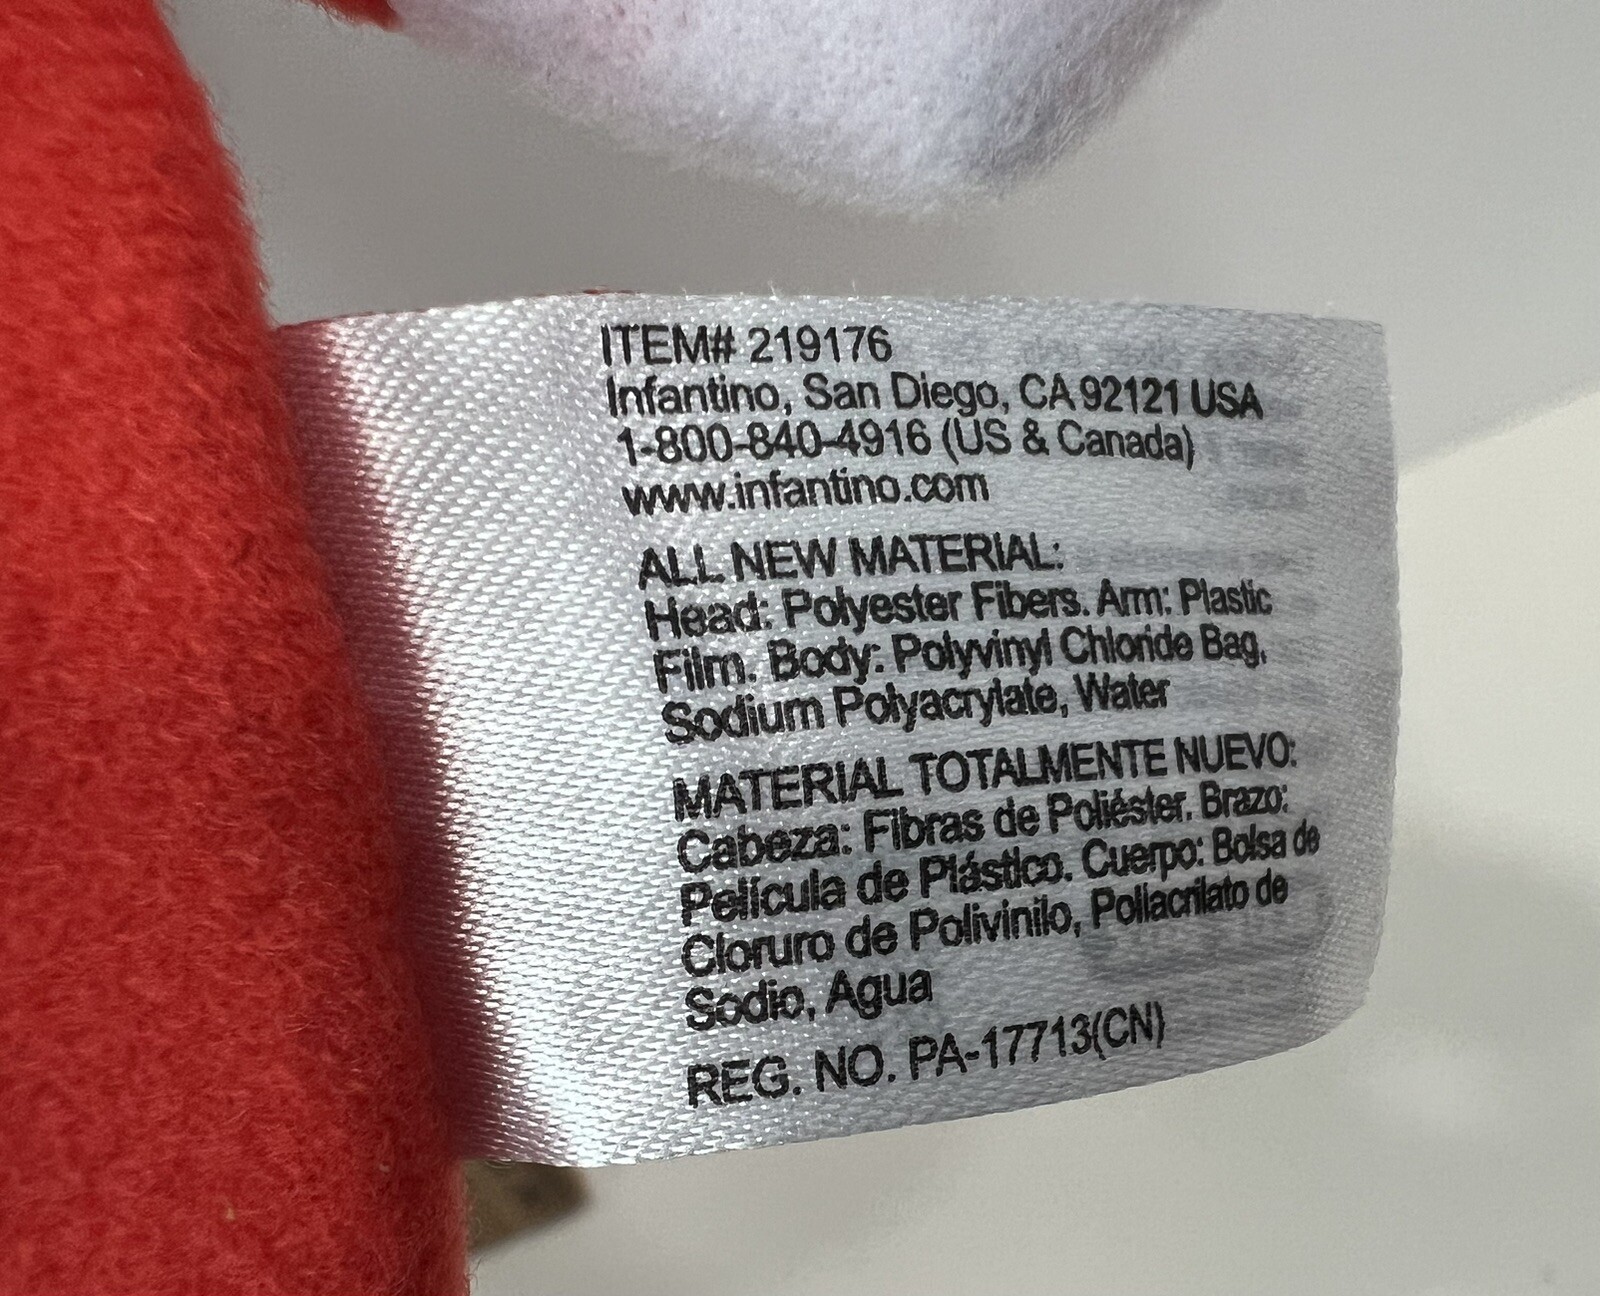 ITEM# 219176
Infantino, San Diego, CA 92121 USA
1-800-840-4916 (US & Canada)
www.infantino.com
ALL NEW MATERIAL:
Head: Polyester Fibers. Arm: Plastic
Film. Body: Polyvinyl Chloride Bag,
Sodium Polyacrylate, Water
MATERIAL TOTALMENTE NUEVO:
Cabeza: Fibras de Poliéster. Brazo:
Película de Plástico. Cuerpo: Bolsa de
Cloruro de Polivinilo, Poliacrilato de
Sodio, Agua
REG. NO. PA-17713(CN)